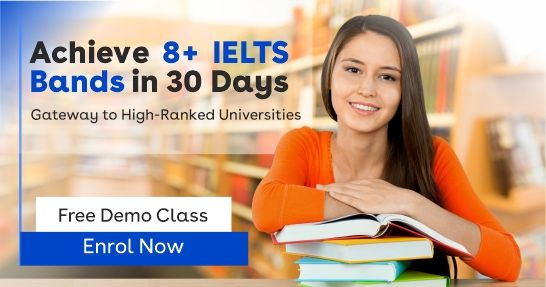 Achieve 8+ IELTS
Bands in 30 Days
Gateway to High-Ranked Universities
Free Demo Class
Enrol Now